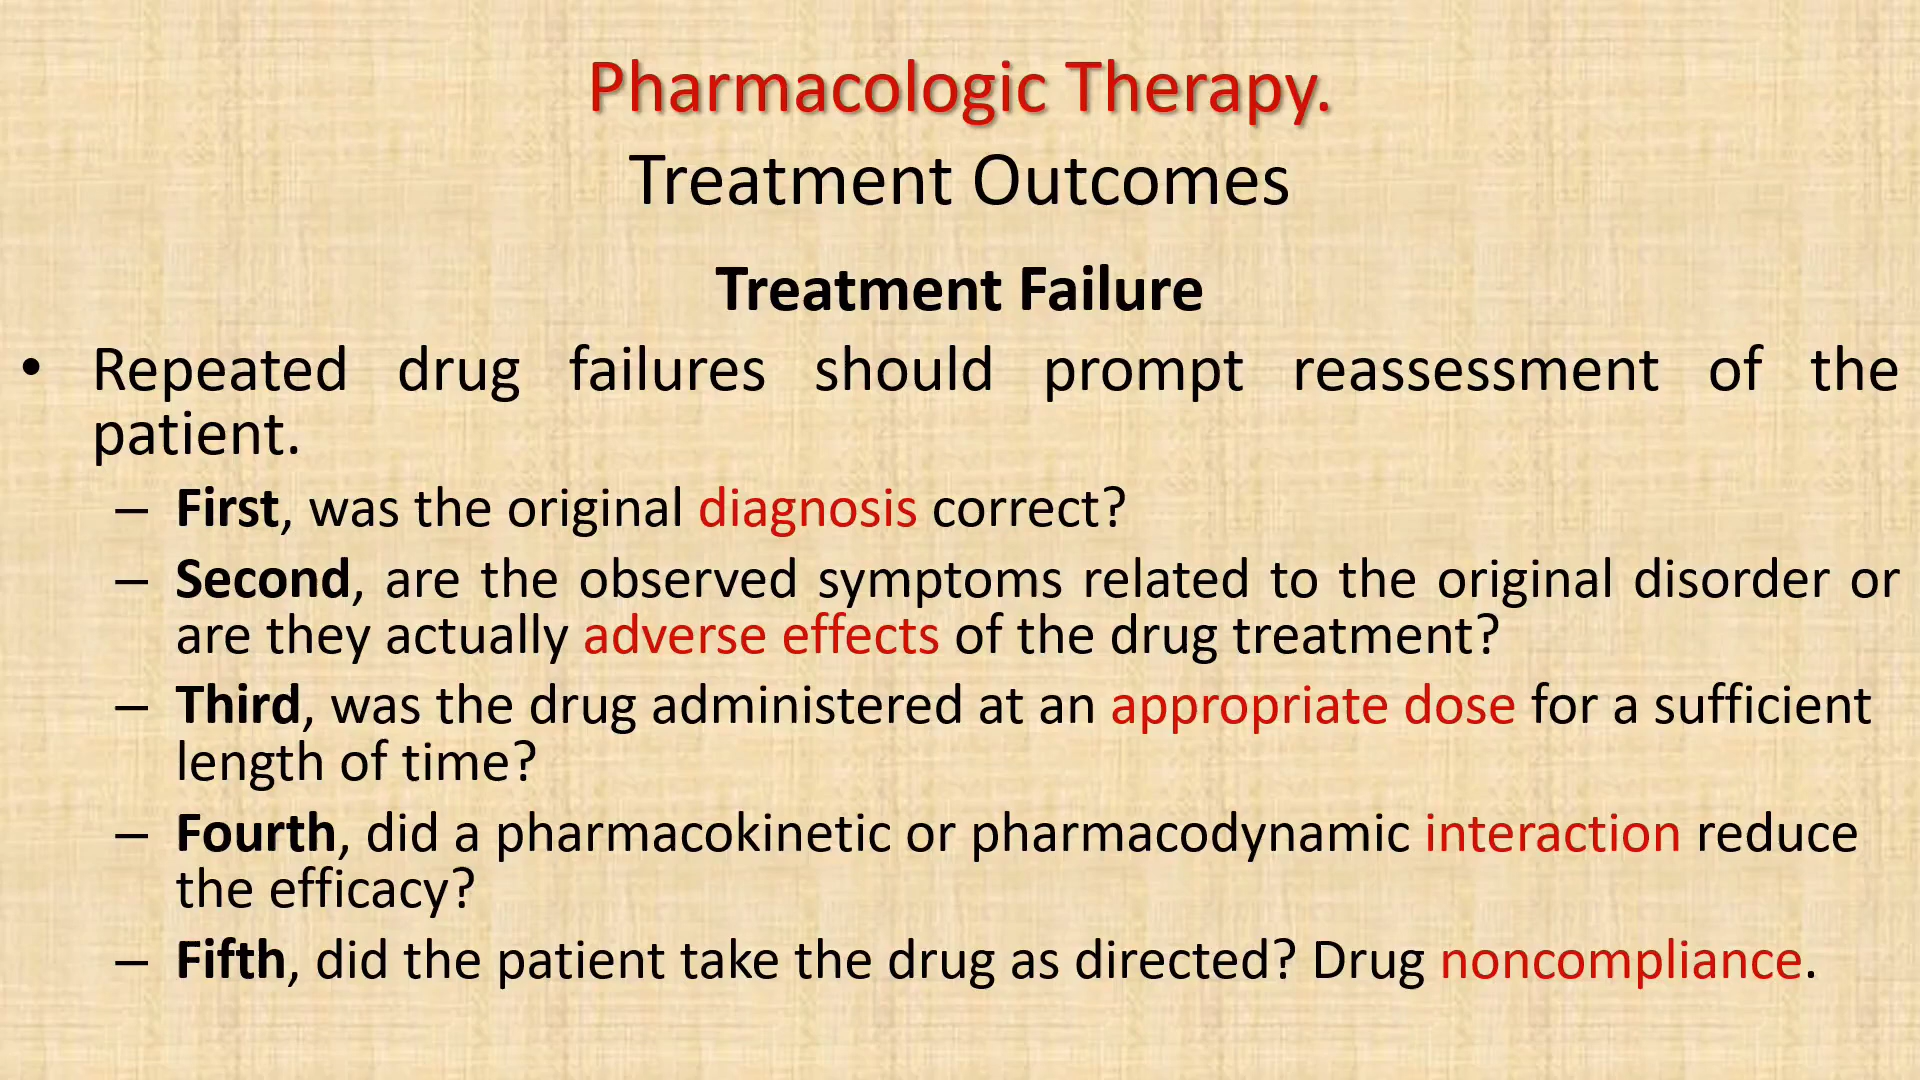 Pharmacologic Therapy.
Treatment Outcomes
Treatment Failure
• Repeated drug failures should prompt reassessment of the
patient.
– First, was the original diagnosis correct?
– Second, are the observed symptoms related to the original disorder or
are they actually adverse effects of the drug treatment?
– Third, was the drug administered at an appropriate dose for a sufficient
length of time?
– Fourth, did a pharmacokinetic or pharmacodynamic interaction reduce
the efficacy?
– Fifth, did the patient take the drug as directed? Drug noncompliance.